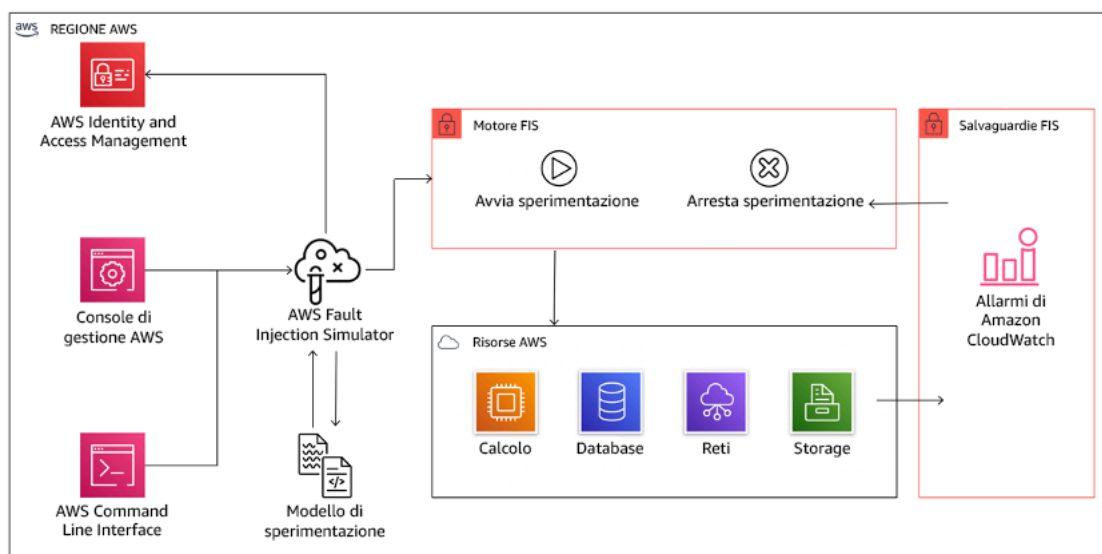 aws
REGIONE AWS
AWS Identity and
Access Management
Console di
gestione AWS
AWS Command
Line Interface
AWS Fault
Injection Simulator
Modello di
sperimentazione
Motore FIS
Avvia sperimentazione
Arresta sperimentazione
Risorse AWS
Calcolo
Database
Reti
Storage
Salvaguardie FIS
Allarmi di
Amazon
CloudWatch